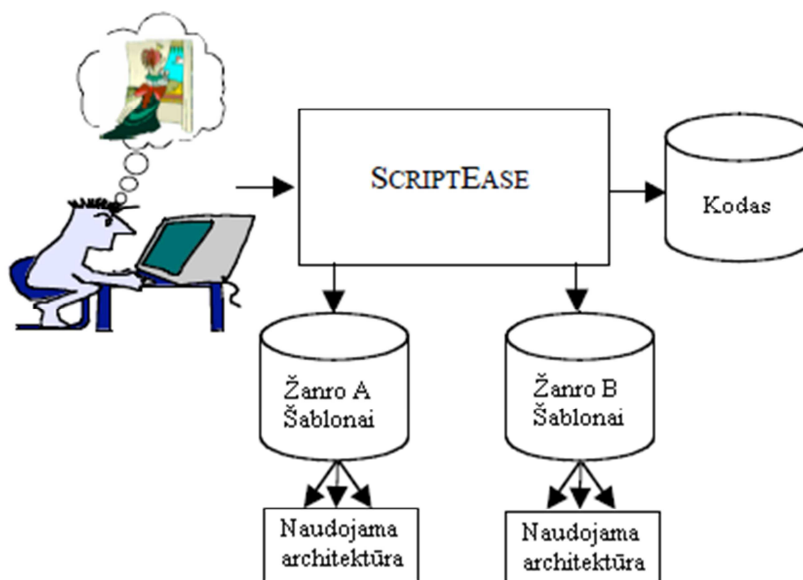 SCRIPTEASE
Kodas
Žanro A
Šablonai
Žanro B
Šablonai
Naudojama
architektūra
Naudojama
architektūra